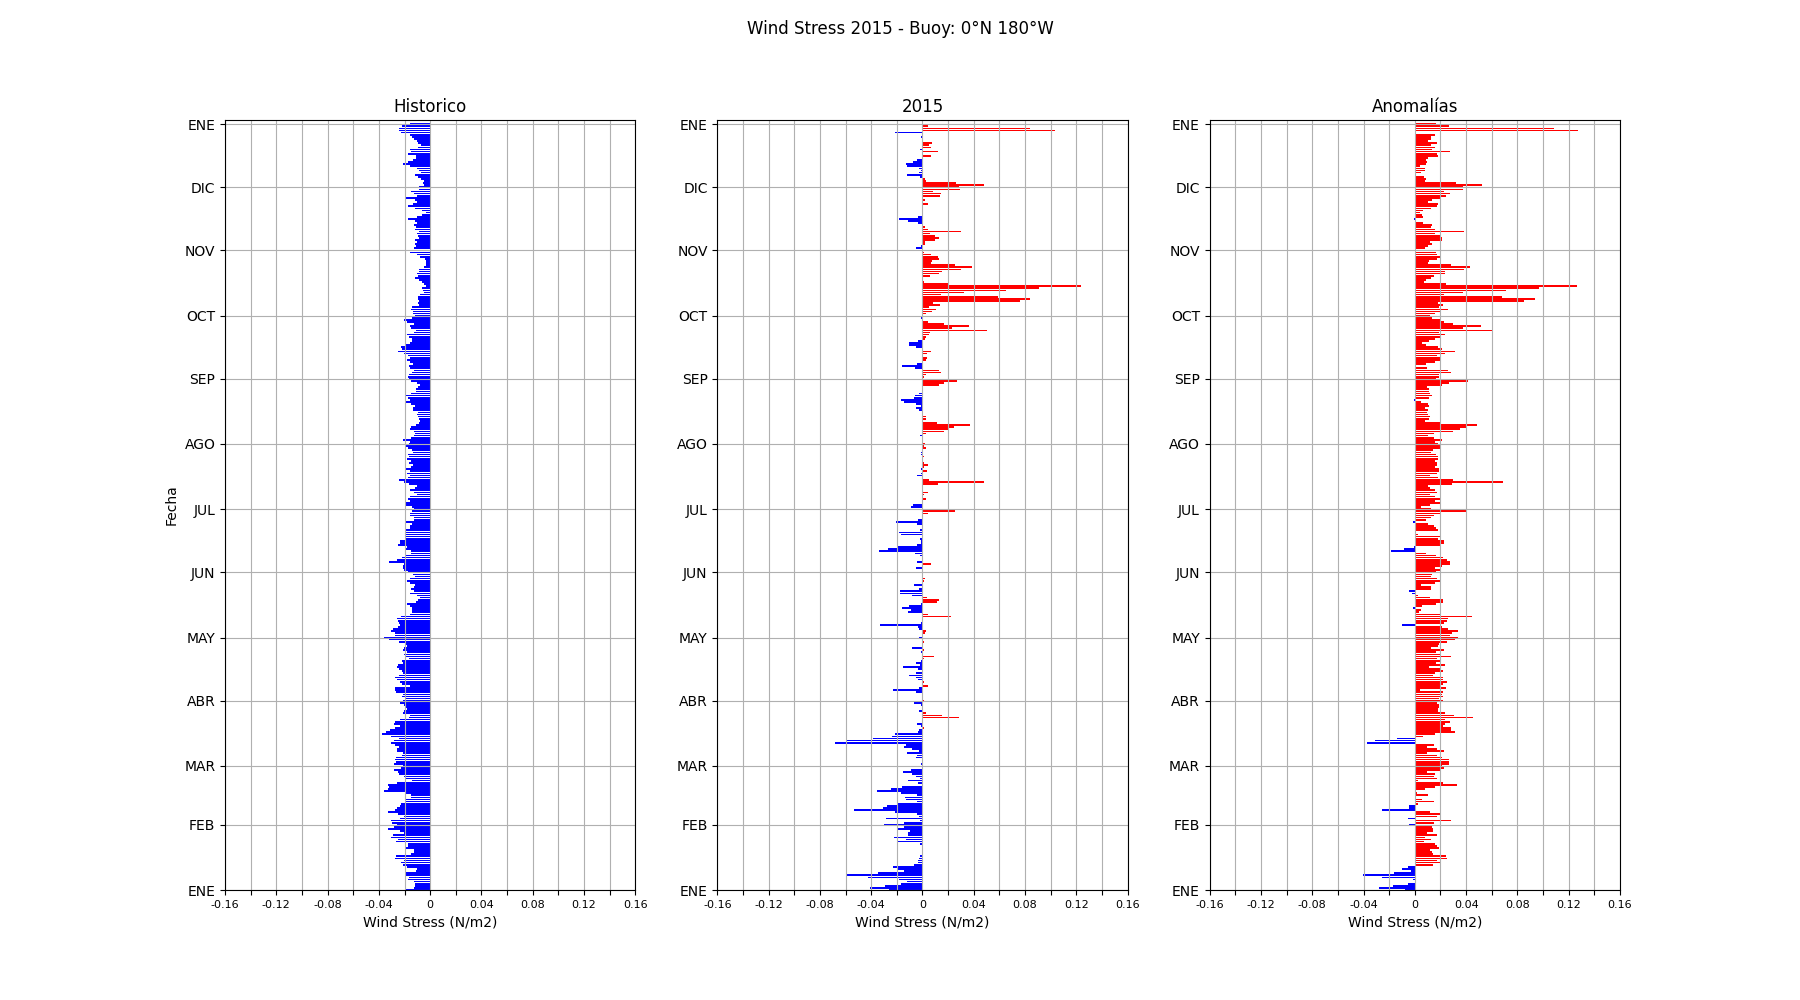 Wind Stress 2015 - Buoy: 0°N 180°W
Historico
2015
Anomalías
ENE
DIC
NOV
OCT
SEP
AGO
JUL
JUN
MAY
ABR
MAR
FEB
ENE
Fecha
-0.16 -0.12 -0.08 -0.04 0 0.04 0.08 0.12 0.16
Wind Stress (N/m2)
ENE
DIC
NOV
OCT
SEP
AGO
JUL
JUN
MAY
ABR
MAR
FEB
ENE
-0.16 -0.12 -0.08 -0.04 0 0.04 0.08 0.12 0.16
Wind Stress (N/m2)
ENE
DIC
NOV
OCT
SEP
AGO
JUL
JUN
MAY
ABR
MAR
FEB
ENE
-0.16 -0.12 -0.08 -0.04 0 0.04 0.08 0.12 0.16
Wind Stress (N/m2)